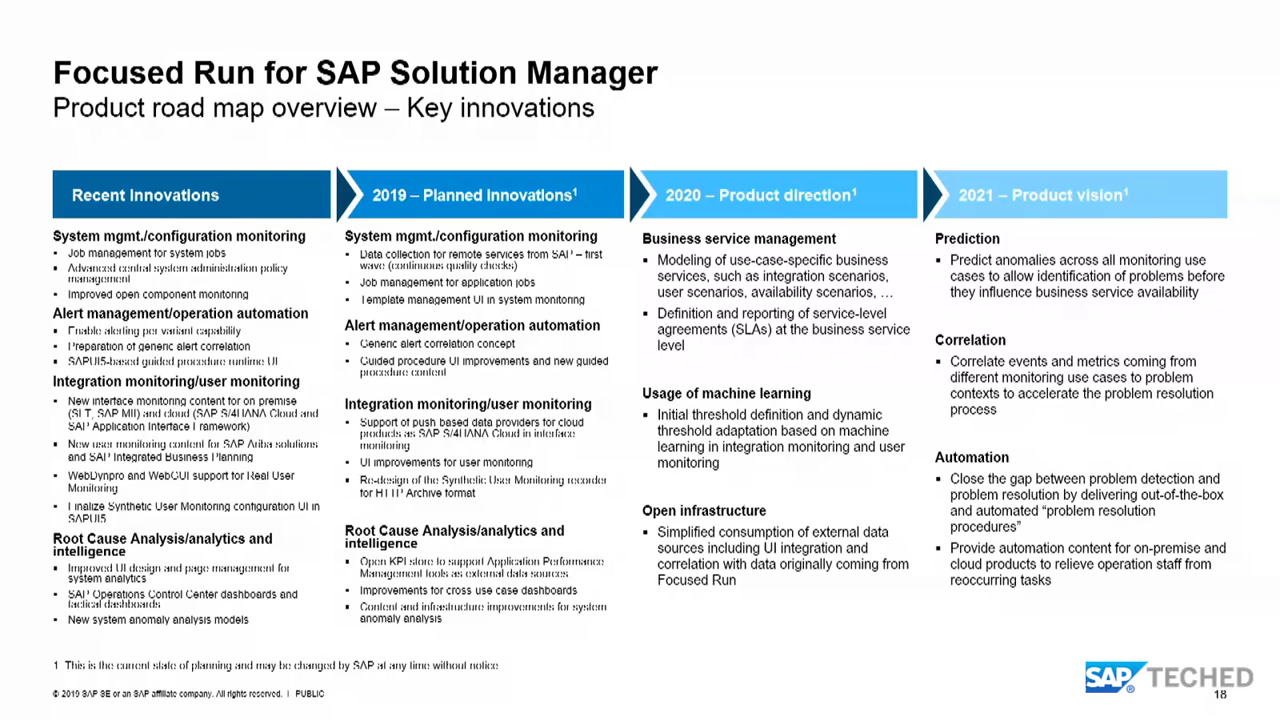 Focused Run for SAP Solution Manager
Product road map overview – Key innovations
Recent Innovations
System mgmt./configuration monitoring
▪ Job management for system jobs
▪ Advanced central system administration policy
management
▪ Improved open component monitoring
Alert management/operation automation
▪ Enable alerting per variant capability
▪ Preparation of generic alert correlation
▪ SAPUI5-based guided procedure runtime UI
Integration monitoring/user monitoring
▪ New interface monitoring content for on premise
(SLT, SAP MII) and cloud (SAP S/4HANA Cloud and
SAP Application Interface Framework)
▪ New user monitoring content for SAP Ariba solutions
and SAP Integrated Business Planning
▪ WebDynpro and WebGUI support for Real User
Monitoring
▪ Finalize Synthetic User Monitoring configuration UI in
SAPUI5
Root Cause Analysis/analytics and
intelligence
▪ Improved UI design and page management for
system analytics
▪ SAP Operations Control Center dashboards and
tactical dashboards
▪ New system anomaly analysis models
2019 – Planned Innovations¹
System mgmt./configuration monitoring
▪ Data collection for remote services from SAP – first
wave (continuous quality checks)
▪ Job management for application jobs
▪ Template management UI in system monitoring
Alert management/operation automation
▪ Generic alert correlation concept
▪ Guided procedure UI improvements and new guided
procedure content
Integration monitoring/user monitoring
▪ Support of push based data providers for cloud
products as SAP S/4HANA Cloud in interface
monitoring
▪ UI improvements for user monitoring
▪ Re-design of the Synthetic User Monitoring recorder
for HTTP Archive format
Root Cause Analysis/analytics and
intelligence
▪ Open KPI store to support Application Performance
Management tools as external data sources
▪ Improvements for cross use case dashboards
▪ Content and infrastructure improvements for system
anomaly analysis
2020 – Product direction¹
Business service management
▪ Modeling of use-case-specific business
services, such as integration scenarios,
user scenarios, availability scenarios, …
▪ Definition and reporting of service-level
agreements (SLAs) at the business service
level
Usage of machine learning
▪ Initial threshold definition and dynamic
threshold adaptation based on machine
learning in integration monitoring and user
monitoring
Open infrastructure
▪ Simplified consumption of external data
sources including UI integration and
correlation with data originally coming from
Focused Run
2021 – Product vision¹
Prediction
▪ Predict anomalies across all monitoring use
cases to allow identification of problems before
they influence business service availability
Correlation
▪ Correlate events and metrics coming from
different monitoring use cases to problem
contexts to accelerate the problem resolution
process
Automation
▪ Close the gap between problem detection and
problem resolution by delivering out-of-the-box
and automated “problem resolution
procedures”
▪ Provide automation content for on-premise and
cloud products to relieve operation staff from
reoccurring tasks
1 This is the current state of planning and may be changed by SAP at any time without notice
© 2019 SAP SE or an SAP affiliate company. All rights reserved. I PUBLIC
SAP® TECHED
18